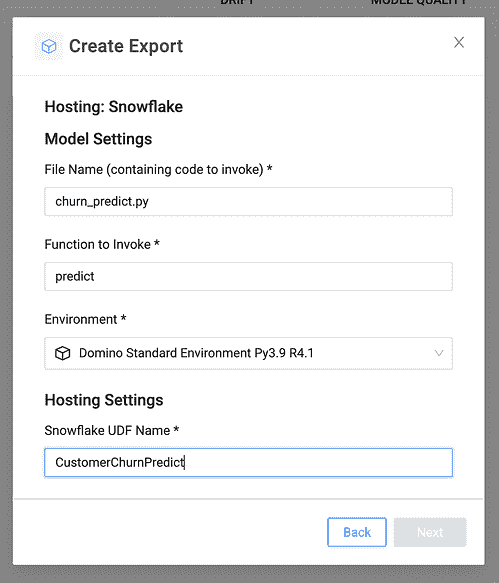 DRIFT MODEL QUALITY
Create Export
Hosting: Snowflake
Model Settings
File Name (containing code to invoke) *
churn_predict.py
Function to Invoke *
predict
Environment *
Domino Standard Environment Py3.9 R4.1
Hosting Settings
Snowflake UDF Name *
CustomerChurnPredict
Back Next